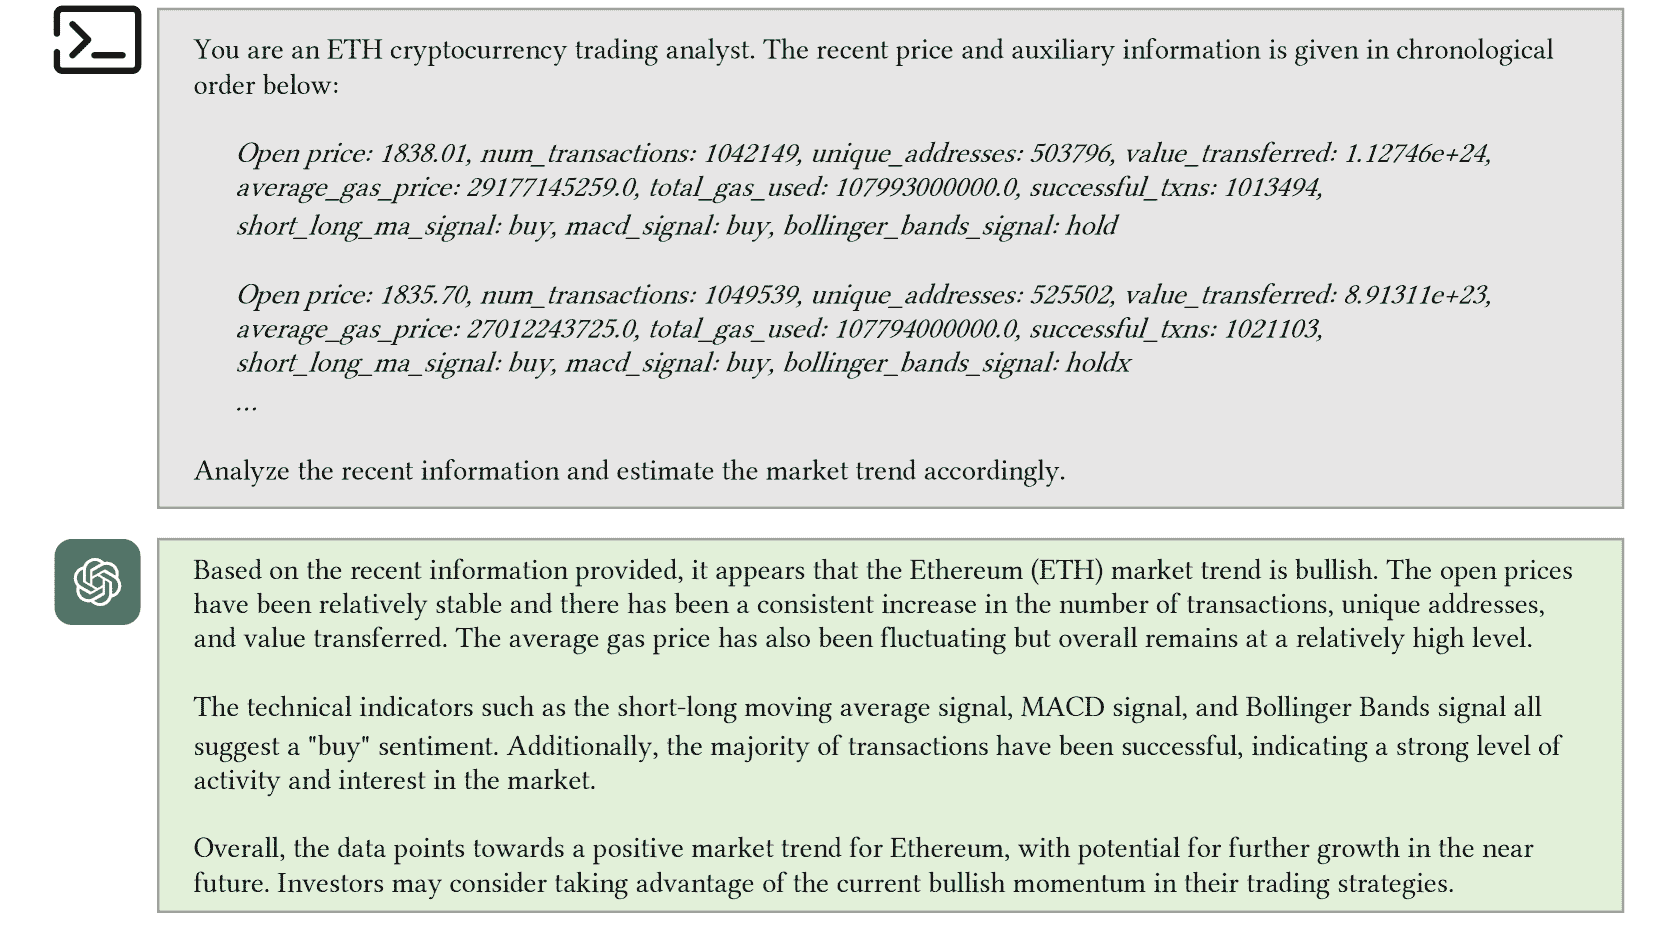 You are an ETH cryptocurrency trading analyst. The recent price and auxiliary information is given in chronological
order below:
Open price: 1838.01, num_transactions: 1042149, unique_addresses: 503796, value_transferred: 1.12746e+24,
average_gas_price: 29177145259.0, total_gas_used: 107993000000.0, successful_txns: 1013494,
short_long_ma_signal: buy, macd_signal: buy, bollinger_bands_signal: hold
Open price: 1835.70, num_transactions: 1049539, unique_addresses: 525502, value_transferred: 8.91311e+23,
average_gas_price: 27012243725.0, total_gas_used: 107794000000.0, successful_txns: 1021103,
short_long_ma_signal: buy, macd_signal: buy, bollinger_bands_signal: holdx
...
Analyze the recent information and estimate the market trend accordingly.
Based on the recent information provided, it appears that the Ethereum (ETH) market trend is bullish. The open prices
have been relatively stable and there has been a consistent increase in the number of transactions, unique addresses,
and value transferred. The average gas price has also been fluctuating but overall remains at a relatively high level.
The technical indicators such as the short-long moving average signal, MACD signal, and Bollinger Bands signal all
suggest a "buy" sentiment. Additionally, the majority of transactions have been successful, indicating a strong level of
activity and interest in the market.
Overall, the data points towards a positive market trend for Ethereum, with potential for further growth in the near
future. Investors may consider taking advantage of the current bullish momentum in their trading strategies.